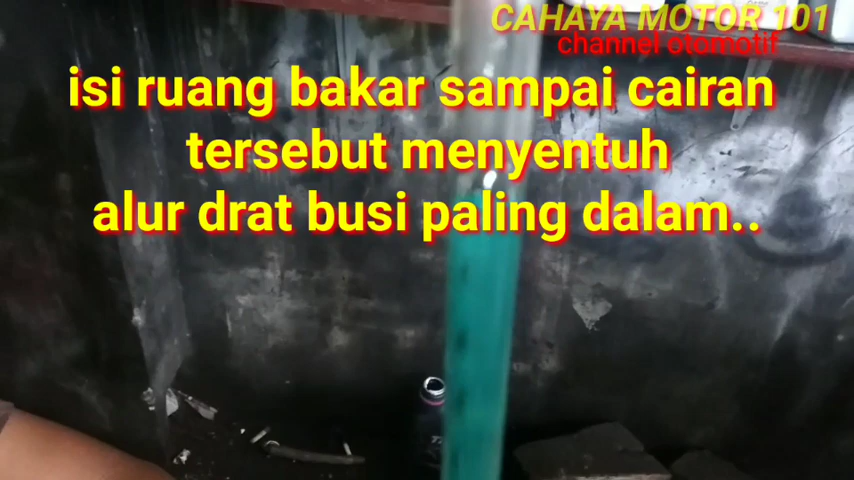 CAHAYA MOTOR 101
channel otomotif
isi ruang bakar sampai cairan
tersebut menyentuh
alur drat busi paling dalam..